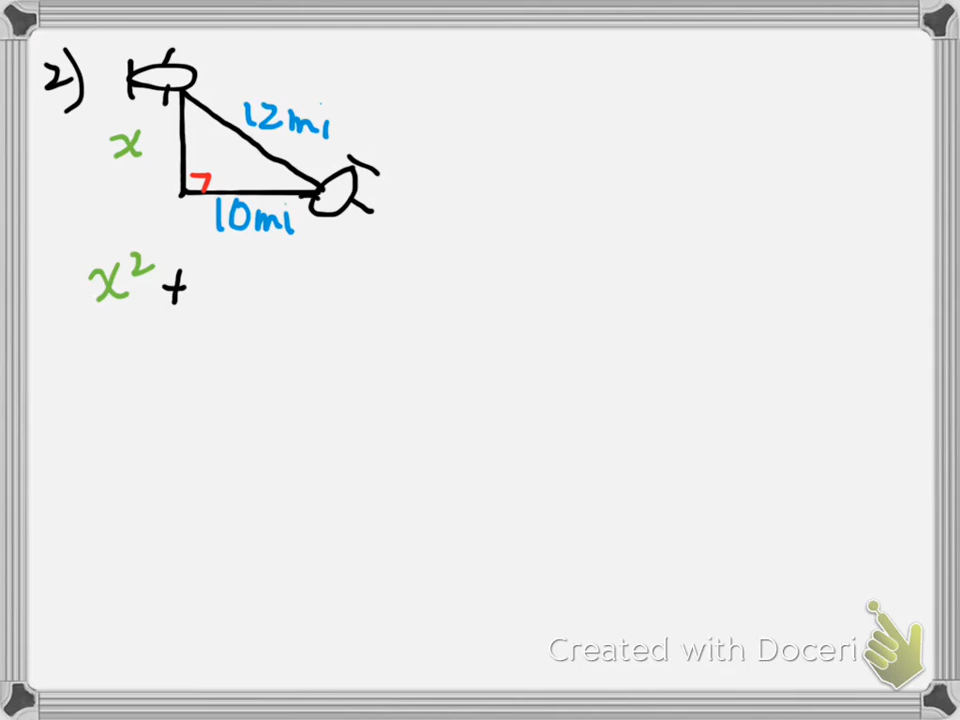 2)
12mi
x
10mi
x² +
Created with Doceri